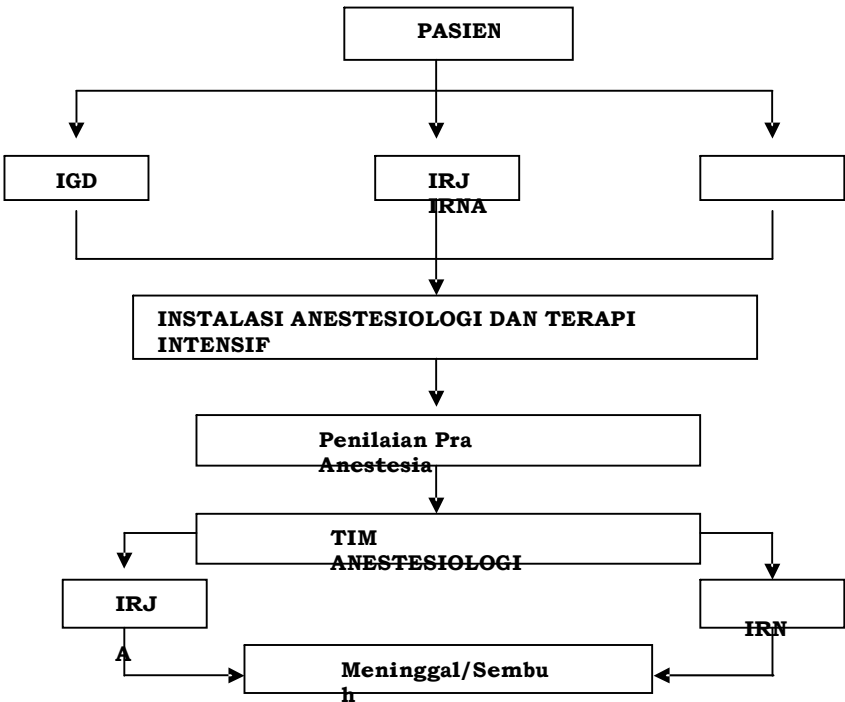 PASIEN
IGD
IRJ
IRNA
INSTALASI ANESTESIOLOGI DAN TERAPI
INTENSIF
Penilaian Pra
Anestesia
TIM
ANESTESIOLOGI
IRJ
IRN
A
Meninggal/Sembu
h